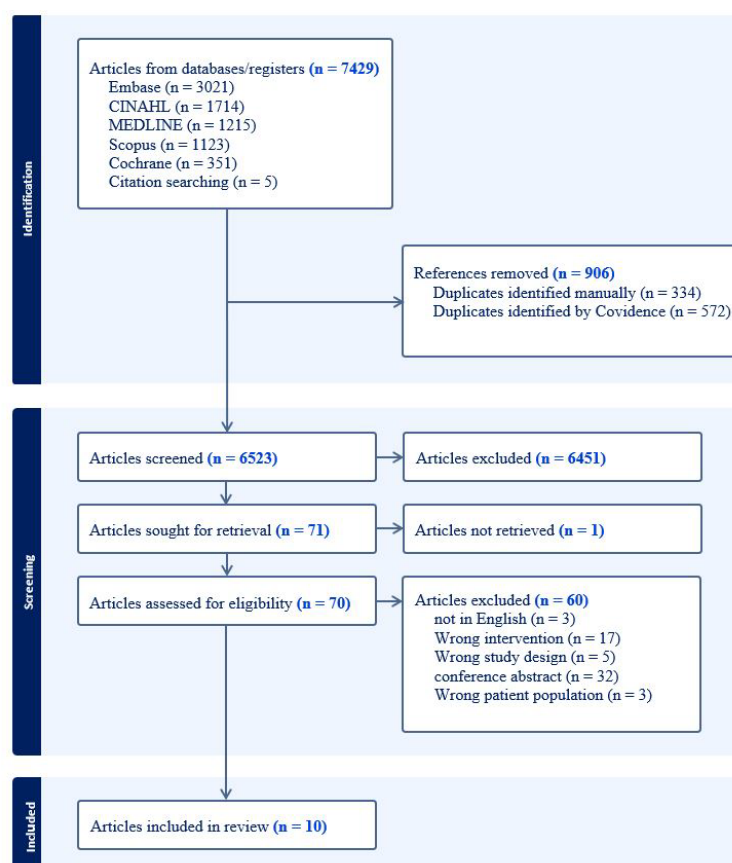 Identification
Articles from databases/registers (n = 7429)
Embase (n = 3021)
CINAHL (n = 1714)
MEDLINE (n = 1215)
Scopus (n = 1123)
Cochrane (n = 351)
Citation searching (n = 5)
References removed (n = 906)
Duplicates identified manually (n = 334)
Duplicates identified by Covidence (n = 572)
Screening
Articles screened (n = 6523)
Articles excluded (n = 6451)
Articles sought for retrieval (n = 71)
Articles not retrieved (n = 1)
Articles assessed for eligibility (n = 70)
Articles excluded (n = 60)
not in English (n = 3)
Wrong intervention (n = 17)
Wrong study design (n = 5)
conference abstract (n = 32)
Wrong patient population (n = 3)
Included
Articles included in review (n = 10)